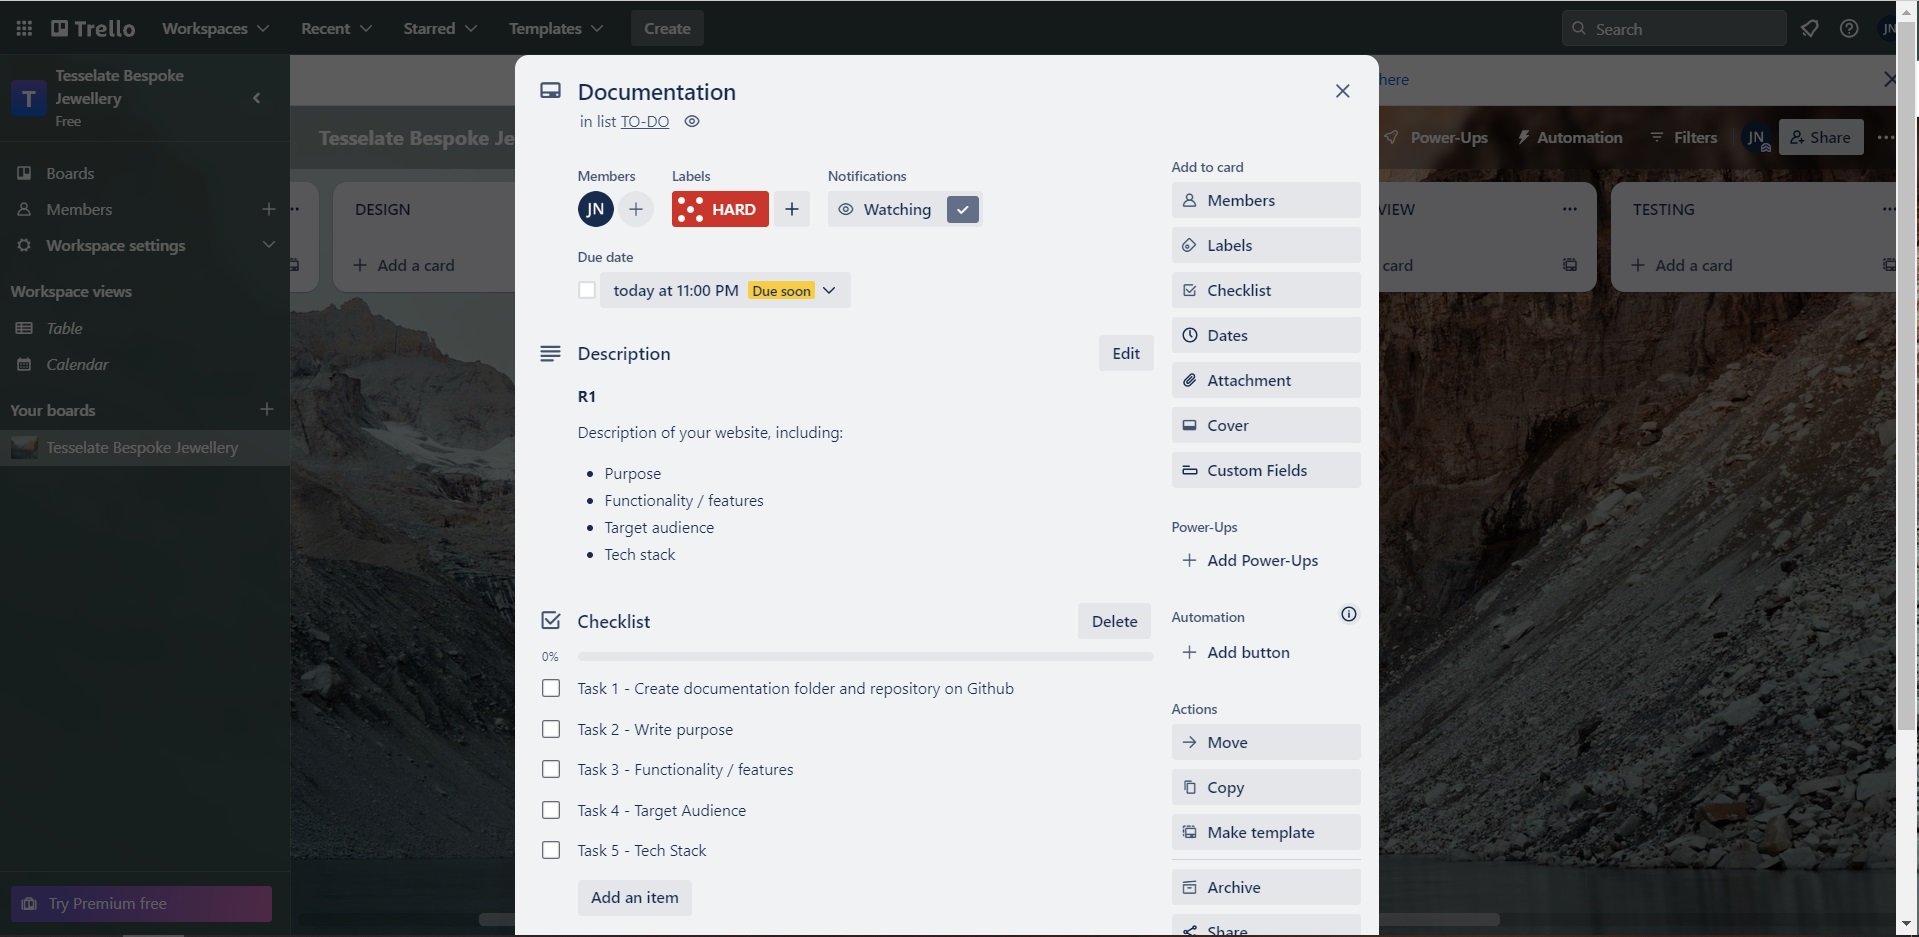 Trello Workspaces Recent Starred Templates Create Search JN
T Tesselate Bespoke Jewellery
Free
Boards
Members
Workspace settings
Workspace views
Table
Calendar
Your boards
Tesselate Bespoke Jewellery
Try Premium free
here
Tesselate Bespoke Je
Power-Ups Automation Filters JN Share
DESIGN
Add a card
VIEW
card
TESTING
Add a card
Documentation
in list TO-DO
Members Labels Notifications
JN HARD Watching
Due date
today at 11:00 PM Due soon
Description Edit
R1
Description of your website, including:
• Purpose
• Functionality / features
• Target audience
• Tech stack
Checklist Delete
0%
Task 1 - Create documentation folder and repository on Github
Task 2 - Write purpose
Task 3 - Functionality / features
Task 4 - Target Audience
Task 5 - Tech Stack
Add an item
Add to card
Members
Labels
Checklist
Dates
Attachment
Cover
Custom Fields
Power-Ups
Add Power-Ups
Automation
Add button
Actions
Move
Copy
Make template
Archive
Share